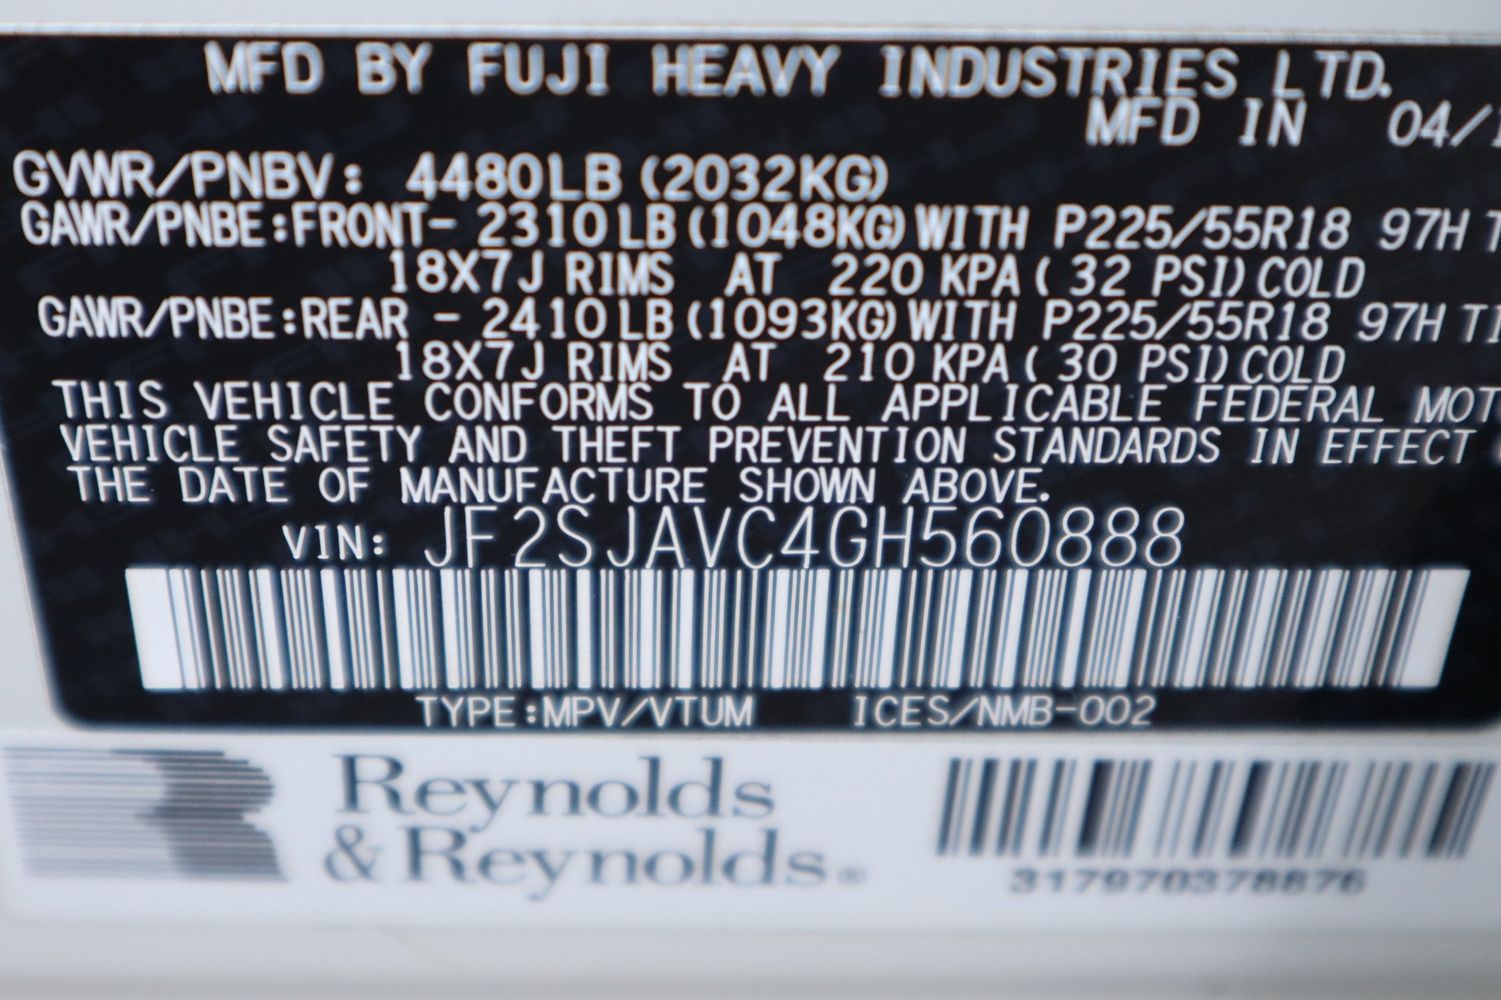 MFD BY FUJI HEAVY INDUSTRIES LTD.
MFD IN 04/1
GVWR/PNBV: 4480LB (2032KG)
GAWR/PNBE:FRONT- 2310LB (1048KG) WITH P225/55R18 97H T
18X7J RIMS AT 220 KPA ( 32 PSI) COLD
GAWR/PNBE:REAR - 2410LB (1093KG) WITH P225/55R18 97H TI
18X7J RIMS AT 210 KPA ( 30 PSI) COLD
THIS VEHICLE CONFORMS TO ALL APPLICABLE FEDERAL MOT
VEHICLE SAFETY AND THEFT PREVENTION STANDARDS IN EFFECT
THE DATE OF MANUFACTURE SHOWN ABOVE.
VIN: JF2SJAVC4GH560888
TYPE:MPV/VTUM ICES/NMB-002
Reynolds
& Reynolds®
317970378876